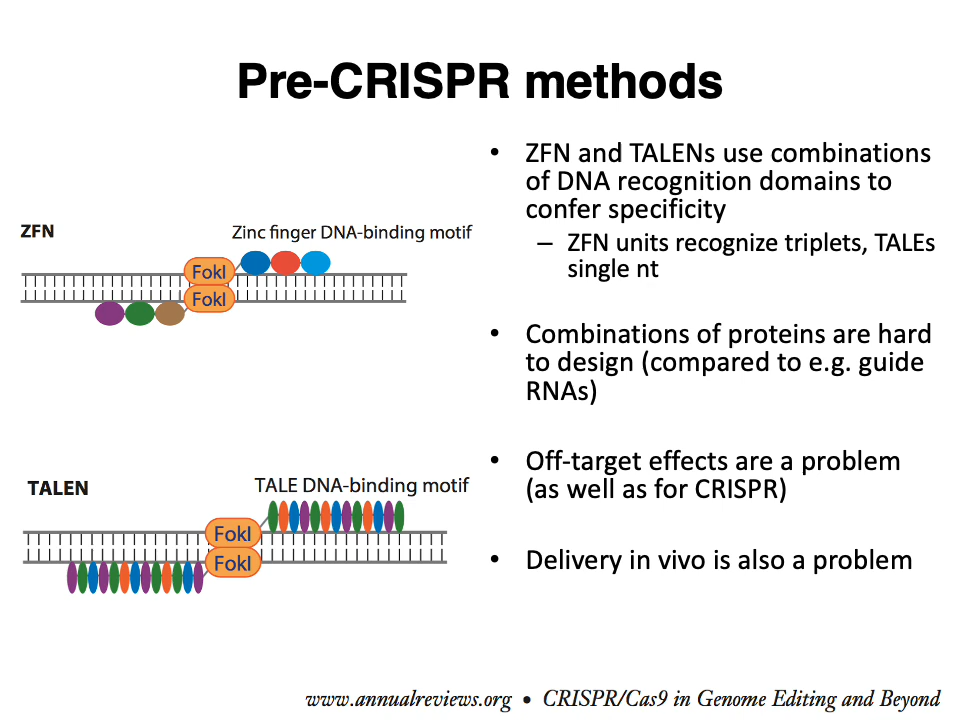 Pre-CRISPR methods
ZFN
Zinc finger DNA-binding motif
FokI
FokI
TALEN
TALE DNA-binding motif
FokI
FokI
• ZFN and TALENs use combinations
of DNA recognition domains to
confer specificity
– ZFN units recognize triplets, TALEs
single nt
• Combinations of proteins are hard
to design (compared to e.g. guide
RNAs)
• Off-target effects are a problem
(as well as for CRISPR)
• Delivery in vivo is also a problem
www.annualreviews.org • CRISPR/Cas9 in Genome Editing and Beyond